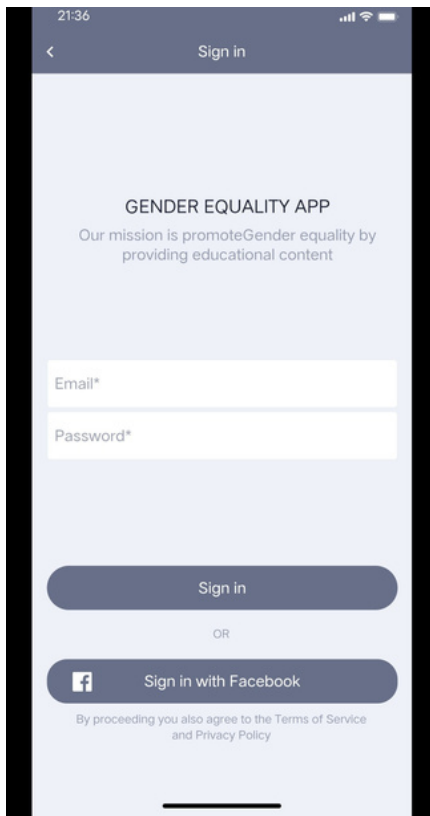 21:36
Sign in
GENDER EQUALITY APP
Our mission is promoteGender equality by
providing educational content
Email*
Password*
Sign in
OR
Sign in with Facebook
By proceeding you also agree to the Terms of Service
and Privacy Policy